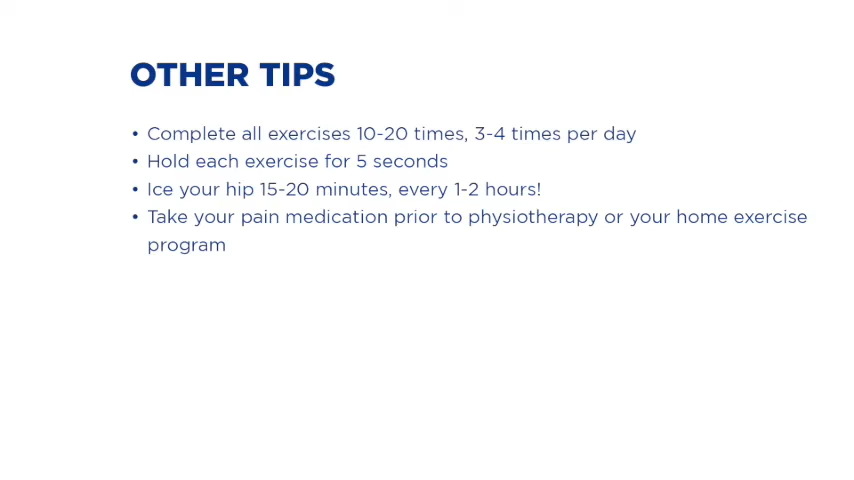 OTHER TIPS
• Complete all exercises 10-20 times, 3-4 times per day
• Hold each exercise for 5 seconds
• Ice your hip 15-20 minutes, every 1-2 hours!
• Take your pain medication prior to physiotherapy or your home exercise
program